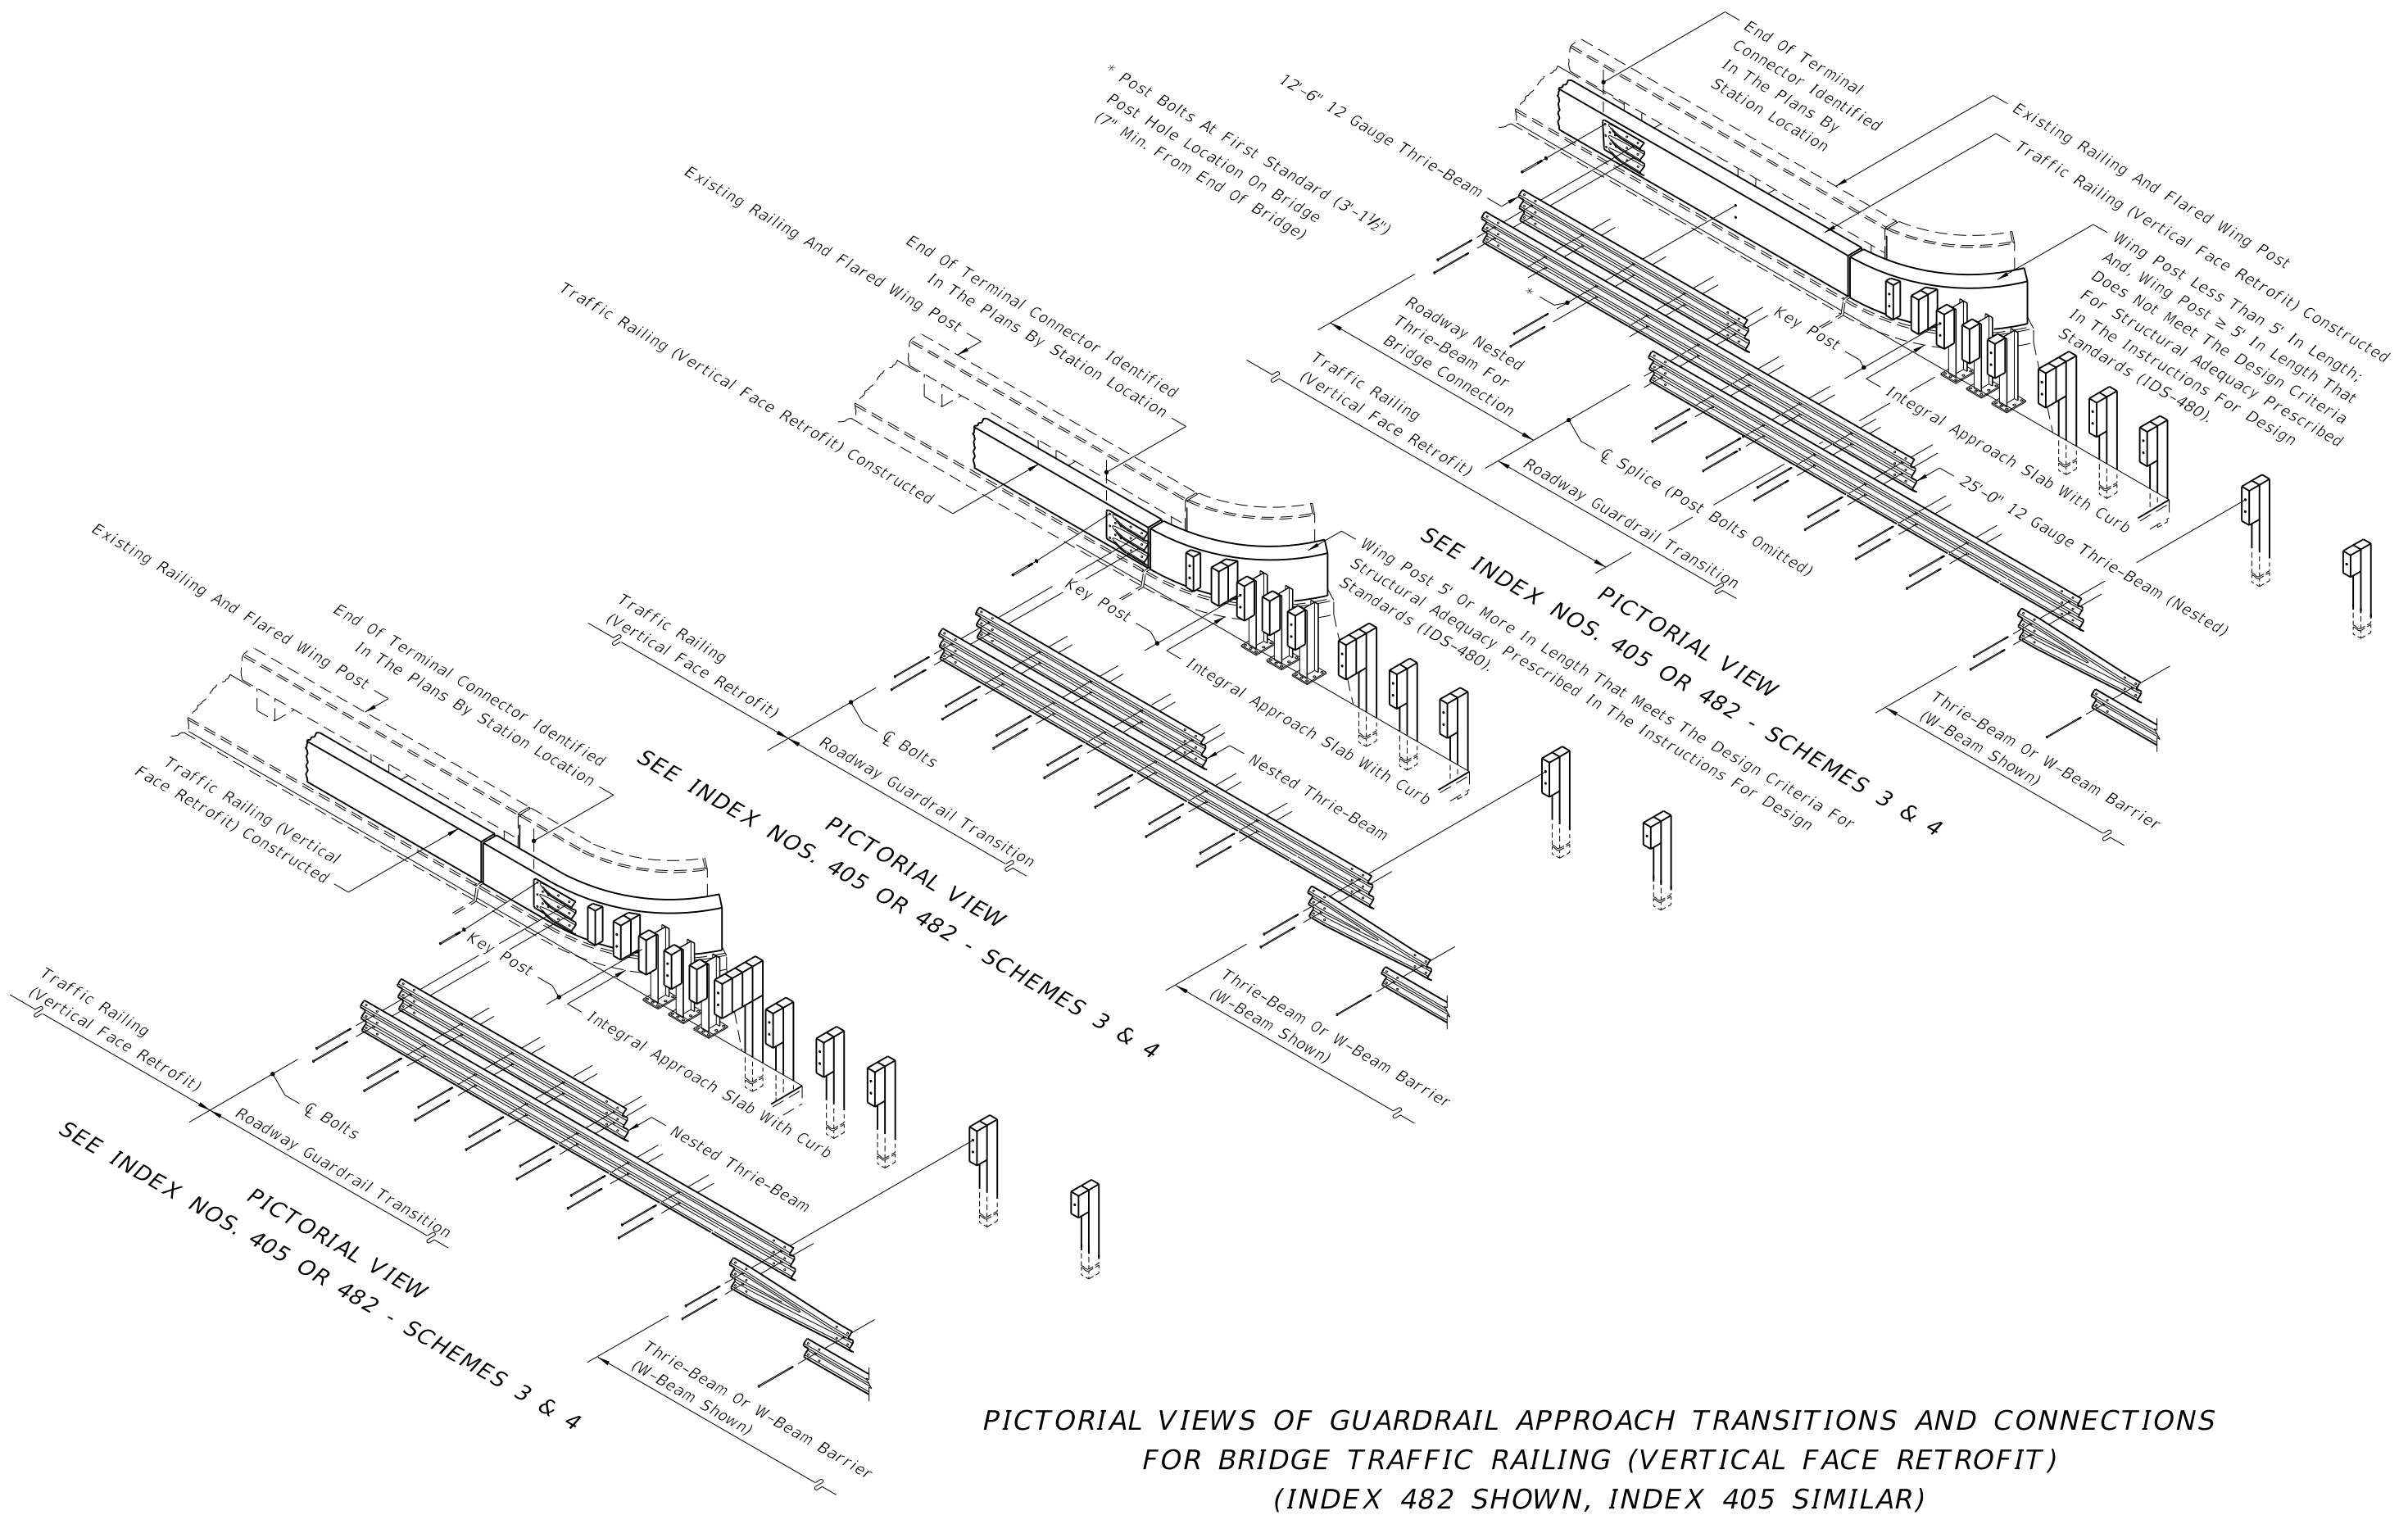 End Of Terminal
Connector Identified
In The Plans By
Station Location
Existing Railing And Flared Wing Post
Traffic Railing (Vertical Face Retrofit) Constructed
Wing Post Less Than 5' In Length;
And, Wing Post ≥ 5' In Length That
Does Not Meet The Design Criteria
For Structural Adequacy Prescribed
In The Instructions For Design
Standards (IDS-480).
* Post Bolts At First Standard (3'-1½")
Post Hole Location On Bridge
(7" Min. From End Of Bridge)
12'-6" 12 Gauge Thrie-Beam
*
Key Post
Roadway Nested
Thrie-Beam For
Bridge Connection
Traffic Railing
(Vertical Face Retrofit)
Integral Approach Slab With Curb
℄ Splice (Post Bolts Omitted)
Roadway Guardrail Transition
25'-0" 12 Gauge Thrie-Beam (Nested)
Thrie-Beam Or W-Beam Barrier
(W-Beam Shown)
PICTORIAL VIEW
SEE INDEX NOS. 405 OR 482 - SCHEMES 3 & 4
Existing Railing And Flared Wing Post
End Of Terminal Connector Identified
In The Plans By Station Location
Traffic Railing (Vertical Face Retrofit) Constructed
Wing Post 5' Or More In Length That Meets The Design Criteria For
Structural Adequacy Prescribed In The Instructions For Design
Standards (IDS-480).
Key Post
Traffic Railing
(Vertical Face Retrofit)
Integral Approach Slab With Curb
℄ Bolts
Roadway Guardrail Transition
Nested Thrie-Beam
Thrie-Beam Or W-Beam Barrier
(W-Beam Shown)
PICTORIAL VIEW
SEE INDEX NOS. 405 OR 482 - SCHEMES 3 & 4
Existing Railing And Flared Wing Post
End Of Terminal Connector Identified
In The Plans By Station Location
Traffic Railing (Vertical
Face Retrofit) Constructed
Key Post
Traffic Railing
(Vertical Face Retrofit)
Integral Approach Slab With Curb
℄ Bolts
Roadway Guardrail Transition
Nested Thrie-Beam
Thrie-Beam Or W-Beam Barrier
(W-Beam Shown)
PICTORIAL VIEW
SEE INDEX NOS. 405 OR 482 - SCHEMES 3 & 4
PICTORIAL VIEWS OF GUARDRAIL APPROACH TRANSITIONS AND CONNECTIONS
FOR BRIDGE TRAFFIC RAILING (VERTICAL FACE RETROFIT)
(INDEX 482 SHOWN, INDEX 405 SIMILAR)